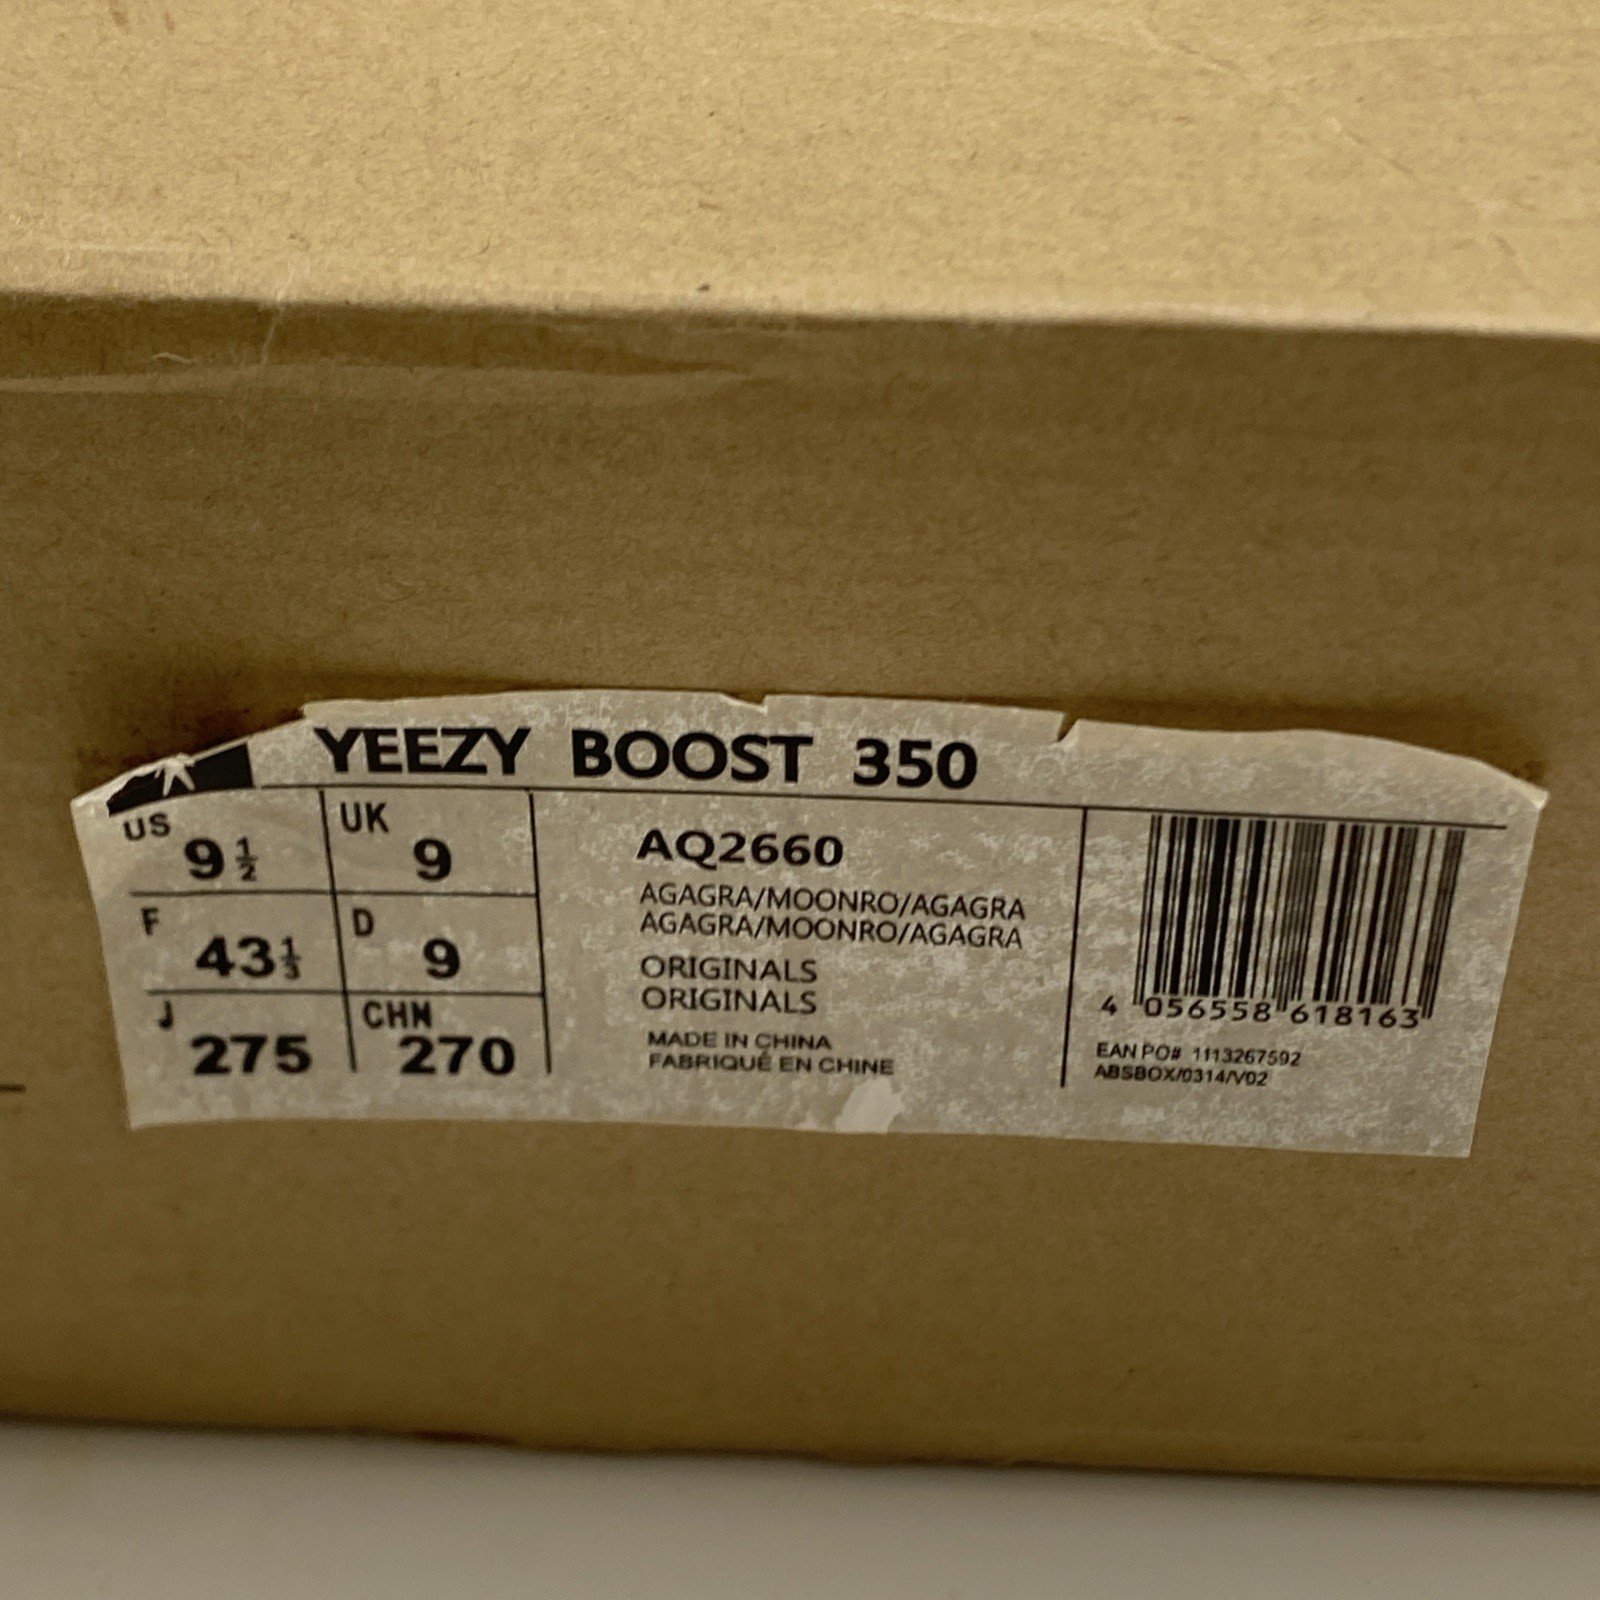 YEEZY BOOST 350
US 9 ½ UK 9
F 43 ⅓ D 9
J 275 CHN 270
AQ2660
AGAGRA/MOONRO/AGAGRA
AGAGRA/MOONRO/AGAGRA
ORIGINALS
ORIGINALS
MADE IN CHINA
FABRIQUÉ EN CHINE
4 056558 618163
EAN PO# 1113267592
ABSBOX/0314/V02